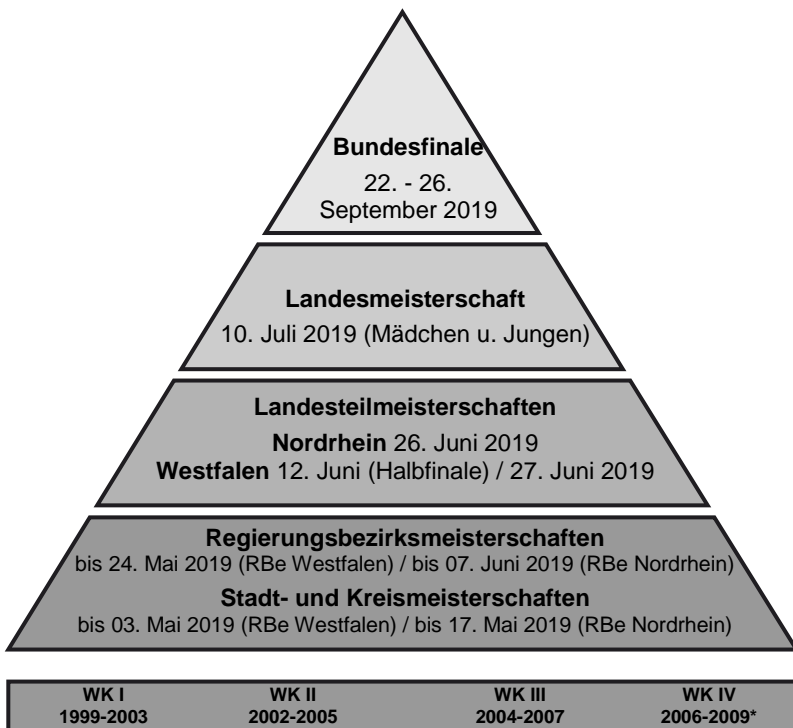 Bundesfinale
22. - 26.
September 2019
Landesmeisterschaft
10. Juli 2019 (Mädchen u. Jungen)
Landesteilmeisterschaften
Nordrhein 26. Juni 2019
Westfalen 12. Juni (Halbfinale) / 27. Juni 2019
Regierungsbezirksmeisterschaften
bis 24. Mai 2019 (RBe Westfalen) / bis 07. Juni 2019 (RBe Nordrhein)
Stadt- und Kreismeisterschaften
bis 03. Mai 2019 (RBe Westfalen) / bis 17. Mai 2019 (RBe Nordrhein)
WK I WK II WK III WK IV
1999-2003 2002-2005 2004-2007 2006-2009*